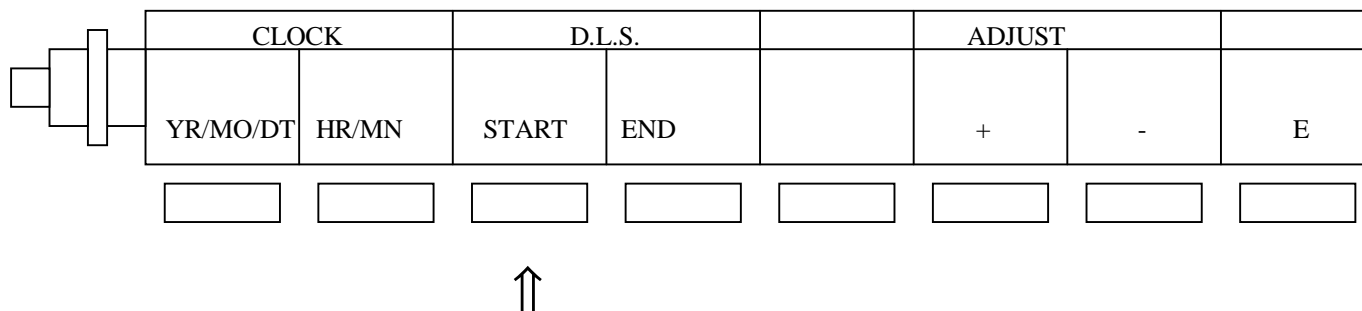 CLOCK D.L.S. ADJUST
YR/MO/DT HR/MN START END + - E